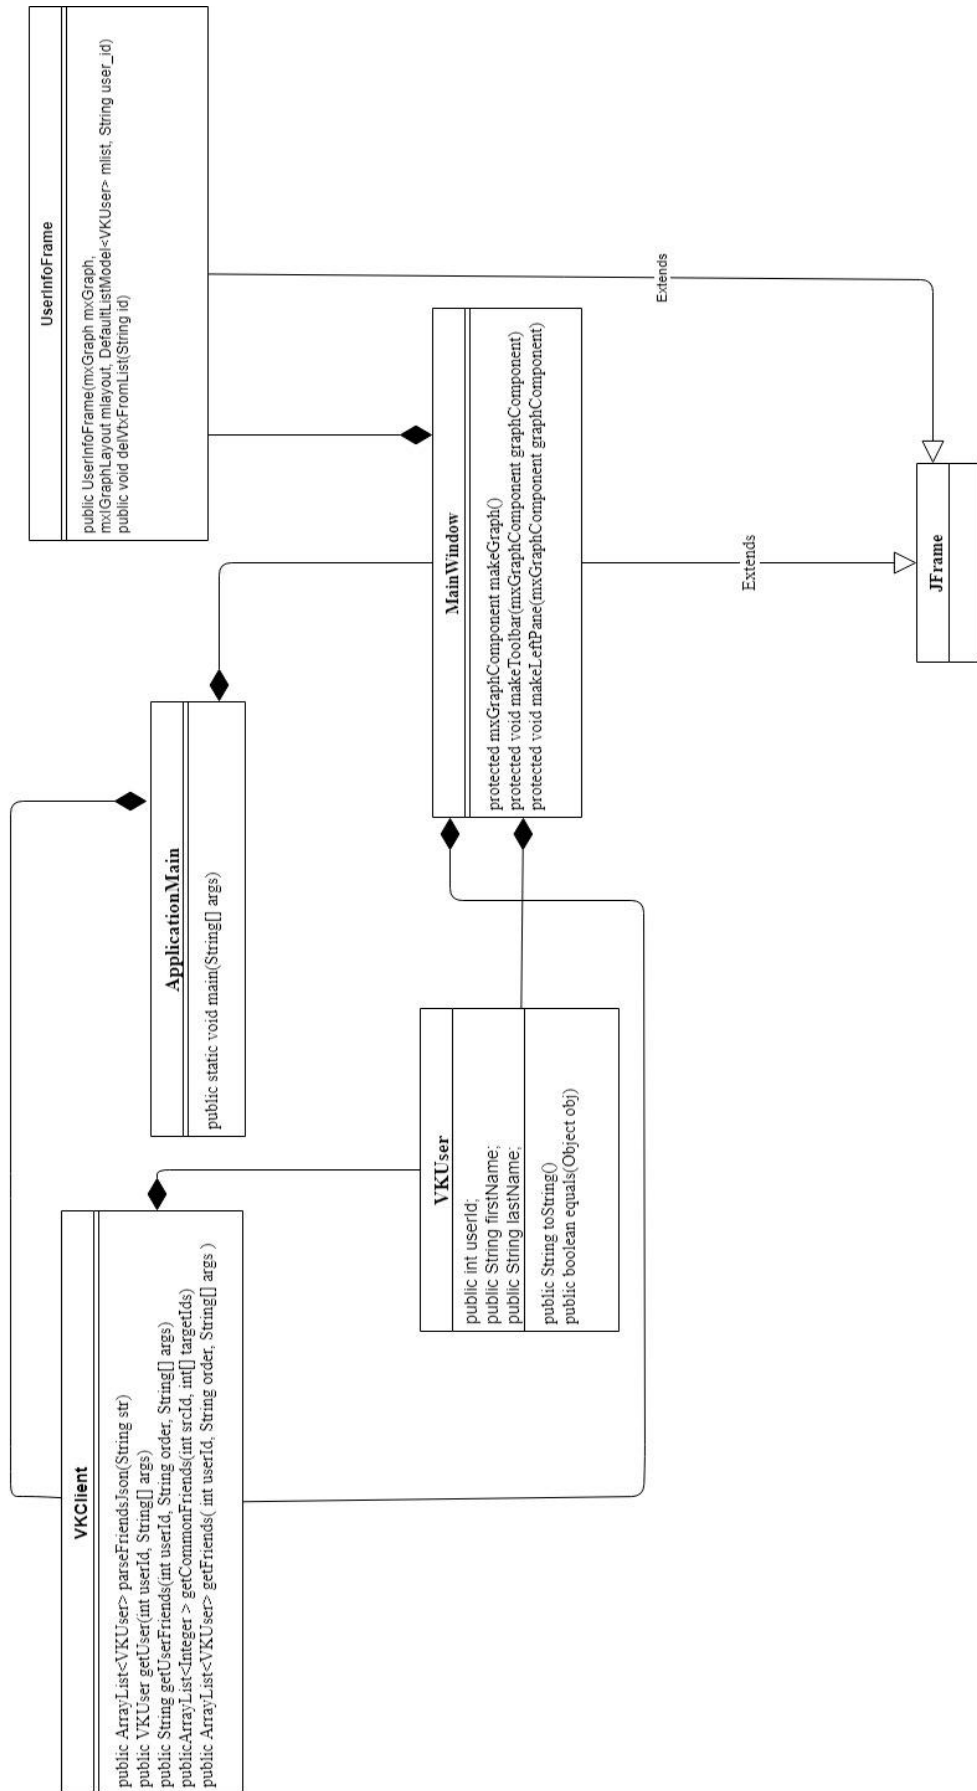 VKClient
public ArrayList<VKUser> parseFriendsJson(String str)
public VKUser getUser(int userId, String[] args)
public String getUserFriends(int userId, String order, String[] args)
publicArrayList<Integer > getCommonFriends(int srcId, int[] targetIds)
public ArrayList<VKUser> getFriends( int userId, String order, String[] args )
ApplicationMain
public static void main(String[] args)
UserInfoFrame
public UserInfoFrame(mxGraph mxGraph,
mxIGraphLayout mlayout, DefaultListModel<VKUser> mlist, String user_id)
public void delVtxFromList(String id)
VKUser
public int userId;
public String firstName;
public String lastName;
public String toString()
public boolean equals(Object obj)
MainWindow
protected mxGraphComponent makeGraph()
protected void makeToolbar(mxGraphComponent graphComponent)
protected void makeLeftPane(mxGraphComponent graphComponent)
Extends
Extends
JFrame